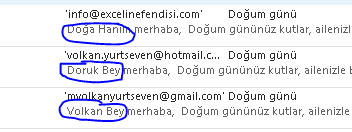 'info@excelinefendisi.com' Doğum günü
Doğa Hanım merhaba, Doğum gününüz kutlar, ailenizle b
'volkan.yurtseven@hotmail.c... Doğum günü
Doruk Bey merhaba, Doğum gününüz kutlar, ailenizle bi
'mvolkanyurtseven@gmail.com' Doğum günü
Volkan Bey merhaba, Doğum gününüz kutlar, ailenizle